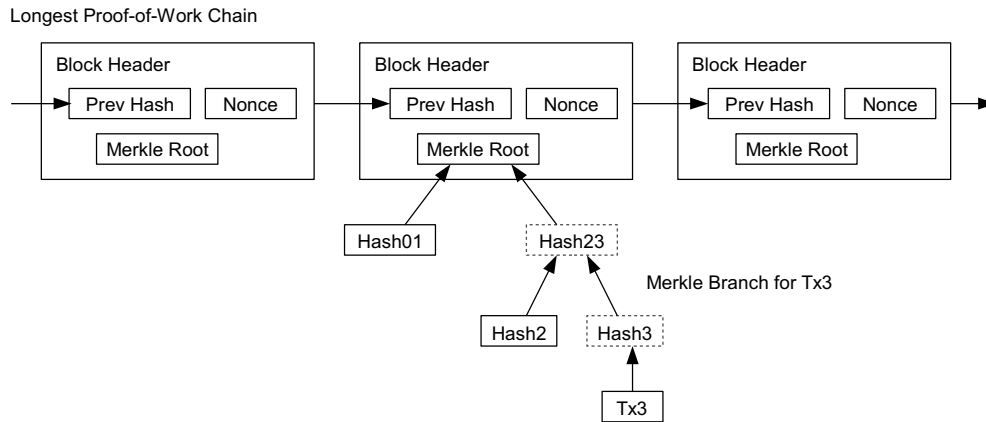 Longest Proof-of-Work Chain
Block Header
Prev Hash
Nonce
Merkle Root
Block Header
Prev Hash
Nonce
Merkle Root
Block Header
Prev Hash
Nonce
Merkle Root
Hash01
Hash23
Merkle Branch for Tx3
Hash2
Hash3
Tx3